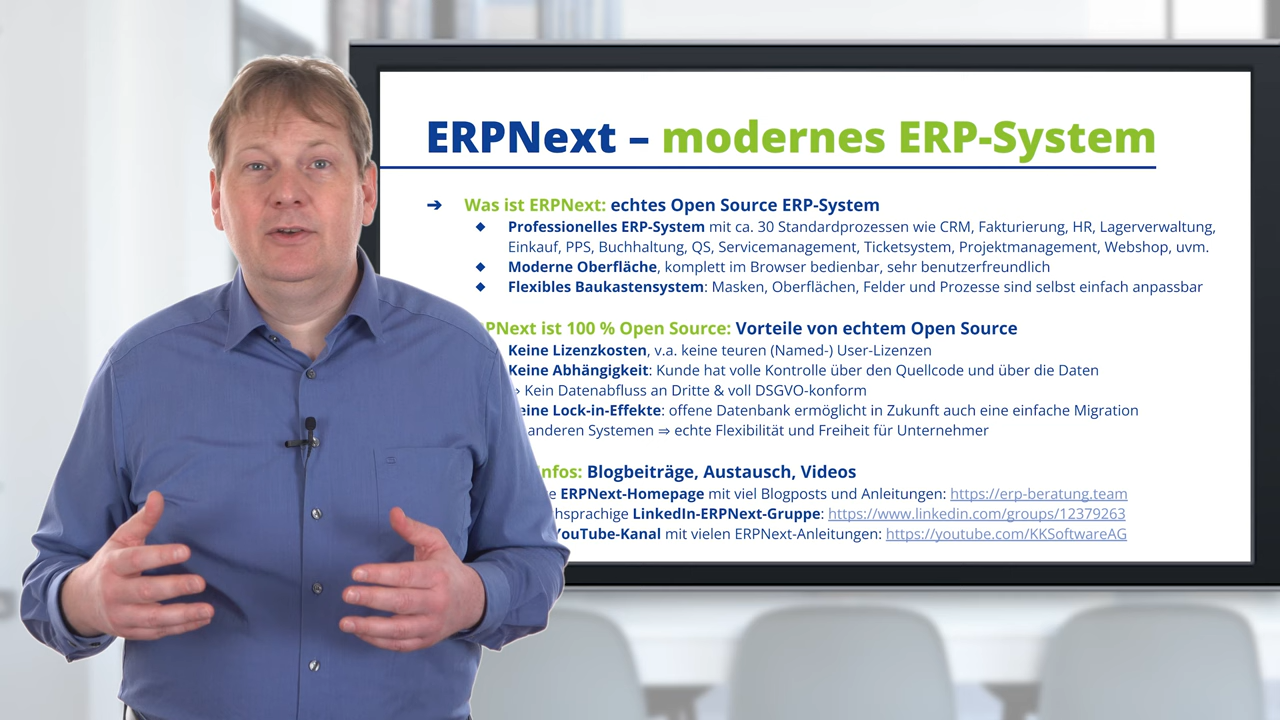 ERPNext – modernes ERP-System
➔ Was ist ERPNext: echtes Open Source ERP-System
◆ Professionelles ERP-System mit ca. 30 Standardprozessen wie CRM, Fakturierung, HR, Lagerverwaltung,
Einkauf, PPS, Buchhaltung, QS, Servicemanagement, Ticketsystem, Projektmanagement, Webshop, uvm.
◆ Moderne Oberfläche, komplett im Browser bedienbar, sehr benutzerfreundlich
◆ Flexibles Baukastensystem: Masken, Oberflächen, Felder und Prozesse sind selbst einfach anpassbar
PNext ist 100 % Open Source: Vorteile von echtem Open Source
Keine Lizenzkosten, v.a. keine teuren (Named-) User-Lizenzen
Keine Abhängigkeit: Kunde hat volle Kontrolle über den Quellcode und über die Daten
Kein Datenabfluss an Dritte & voll DSGVO-konform
eine Lock-in-Effekte: offene Datenbank ermöglicht in Zukunft auch eine einfache Migration
anderen Systemen ⇒ echte Flexibilität und Freiheit für Unternehmer
nfos: Blogbeiträge, Austausch, Videos
e ERPNext-Homepage mit viel Blogposts und Anleitungen: https://erp-beratung.team
hsprachige LinkedIn-ERPNext-Gruppe: https://www.linkedin.com/groups/12379263
YouTube-Kanal mit vielen ERPNext-Anleitungen: https://youtube.com/KKSoftwareAG